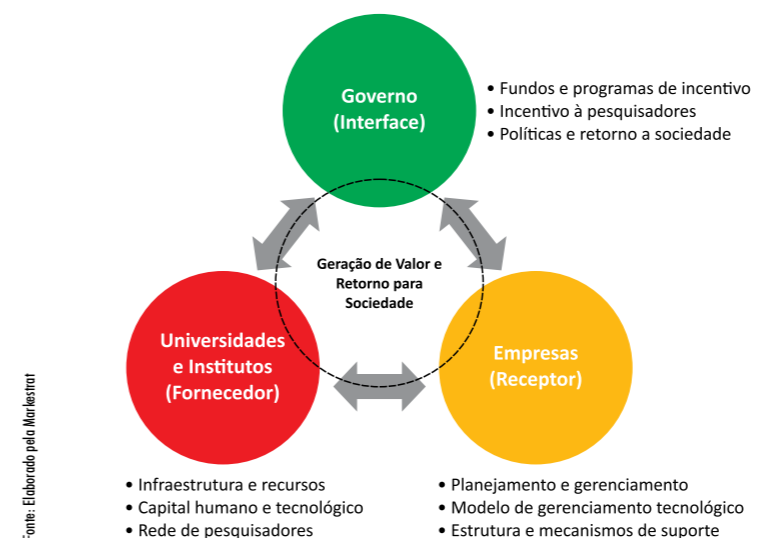 Governo
(Interface)
• Fundos e programas de incentivo
• Incentivo à pesquisadores
• Políticas e retorno a sociedade
Geração de Valor e
Retorno para
Sociedade
Universidades
e Institutos
(Fornecedor)
Empresas
(Receptor)
• Infraestrutura e recursos
• Capital humano e tecnológico
• Rede de pesquisadores
• Planejamento e gerenciamento
• Modelo de gerenciamento tecnológico
• Estrutura e mecanismos de suporte
Fonte: Elaborado pela Markestrat